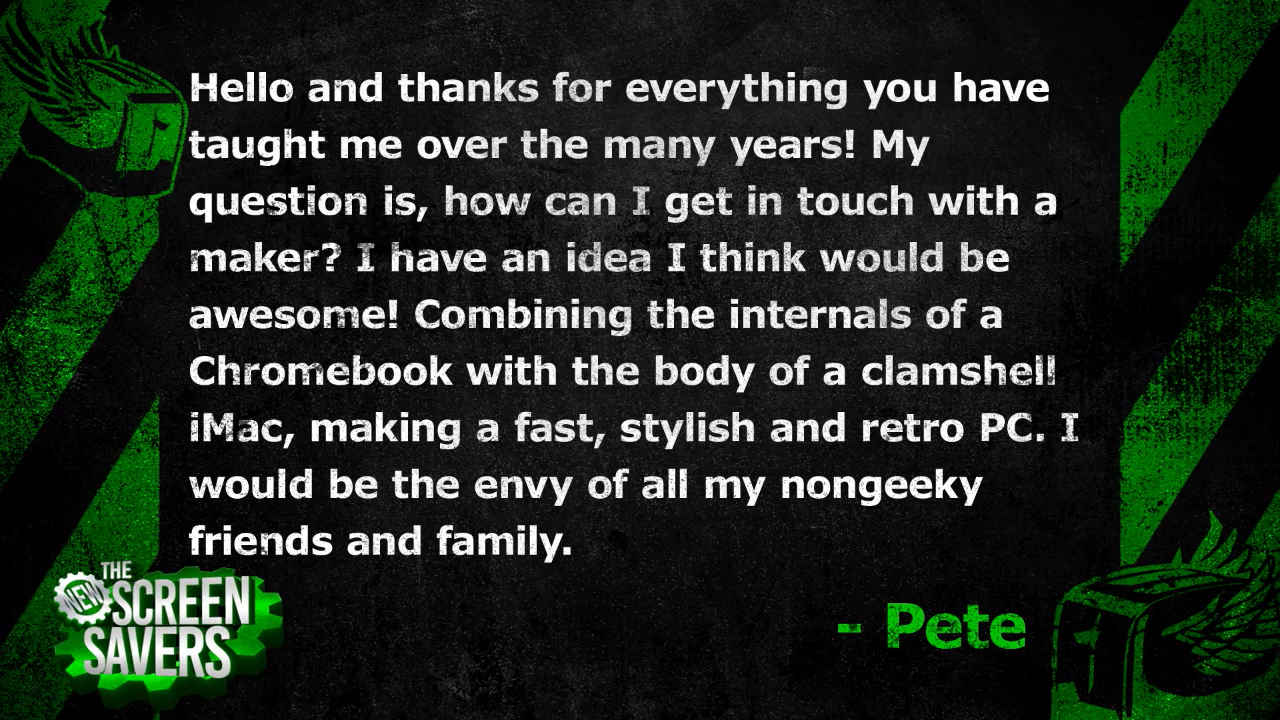 Hello and thanks for everything you have
taught me over the many years! My
question is, how can I get in touch with a
maker? I have an idea I think would be
awesome! Combining the internals of a
Chromebook with the body of a clamshell
iMac, making a fast, stylish and retro PC. I
would be the envy of all my nongeeky
friends and family.
- Pete
THE
NEW
SCREEN
SAVERS